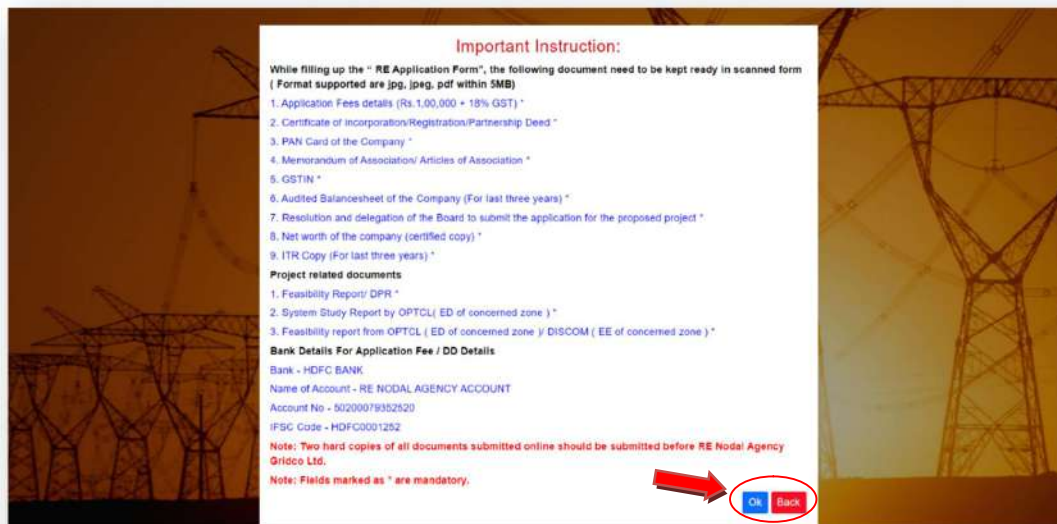 Important Instruction:
While filling up the “ RE Application Form”, the following document need to be kept ready in scanned form
( Format supported are jpg, jpeg, pdf within 5MB)
1. Application Fees details (Rs.1,00,000 + 18% GST) *
2. Certificate of Incorporation/Registration/Partnership Deed *
3. PAN Card of the Company *
4. Memorandum of Association/ Articles of Association *
5. GSTIN *
6. Audited Balancesheet of the Company (For last three years) *
7. Resolution and delegation of the Board to submit the application for the proposed project *
8. Net worth of the company (certified copy) *
9. ITR Copy (For last three years) *
Project related documents
1. Feasibility Report/ DPR *
2. System Study Report by OPTCL( ED of concerned zone ) *
3. Feasibility report from OPTCL ( ED of concerned zone )/ DISCOM ( EE of concerned zone ) *
Bank Details For Application Fee / DD Details
Bank - HDFC BANK
Name of Account - RE NODAL AGENCY ACCOUNT
Account No - 50200079352520
IFSC Code - HDFC0001252
Note: Two hard copies of all documents submitted online should be submitted before RE Nodal Agency
Gridco Ltd.
Note: Fields marked as * are mandatory.
Ok Back